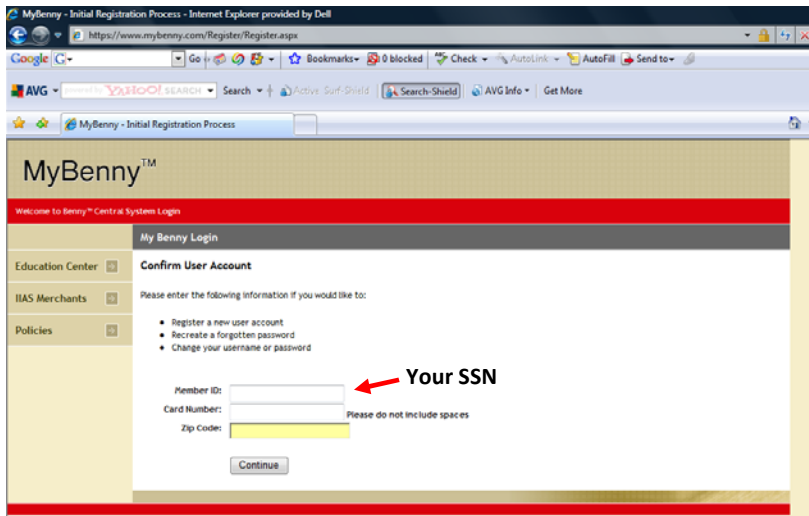 MyBenny - Initial Registration Process - Internet Explorer provided by Dell
https://www.mybenny.com/Register/Register.aspx
Google G Go Bookmarks 0 blocked Check AutoLink AutoFill Send to
AVG YAHOO! SEARCH Search Active Surf-Shield Search-Shield AVG Info Get More
MyBenny - Initial Registration Process
MyBenny™
Welcome to Benny™ Central System Login
My Benny Login
Education Center
IIAS Merchants
Policies
Confirm User Account
Please enter the following information if you would like to:
• Register a new user account
• Recreate a forgotten password
• Change your username or password
Your SSN
Member ID:
Card Number: Please do not include spaces
Zip Code:
Continue